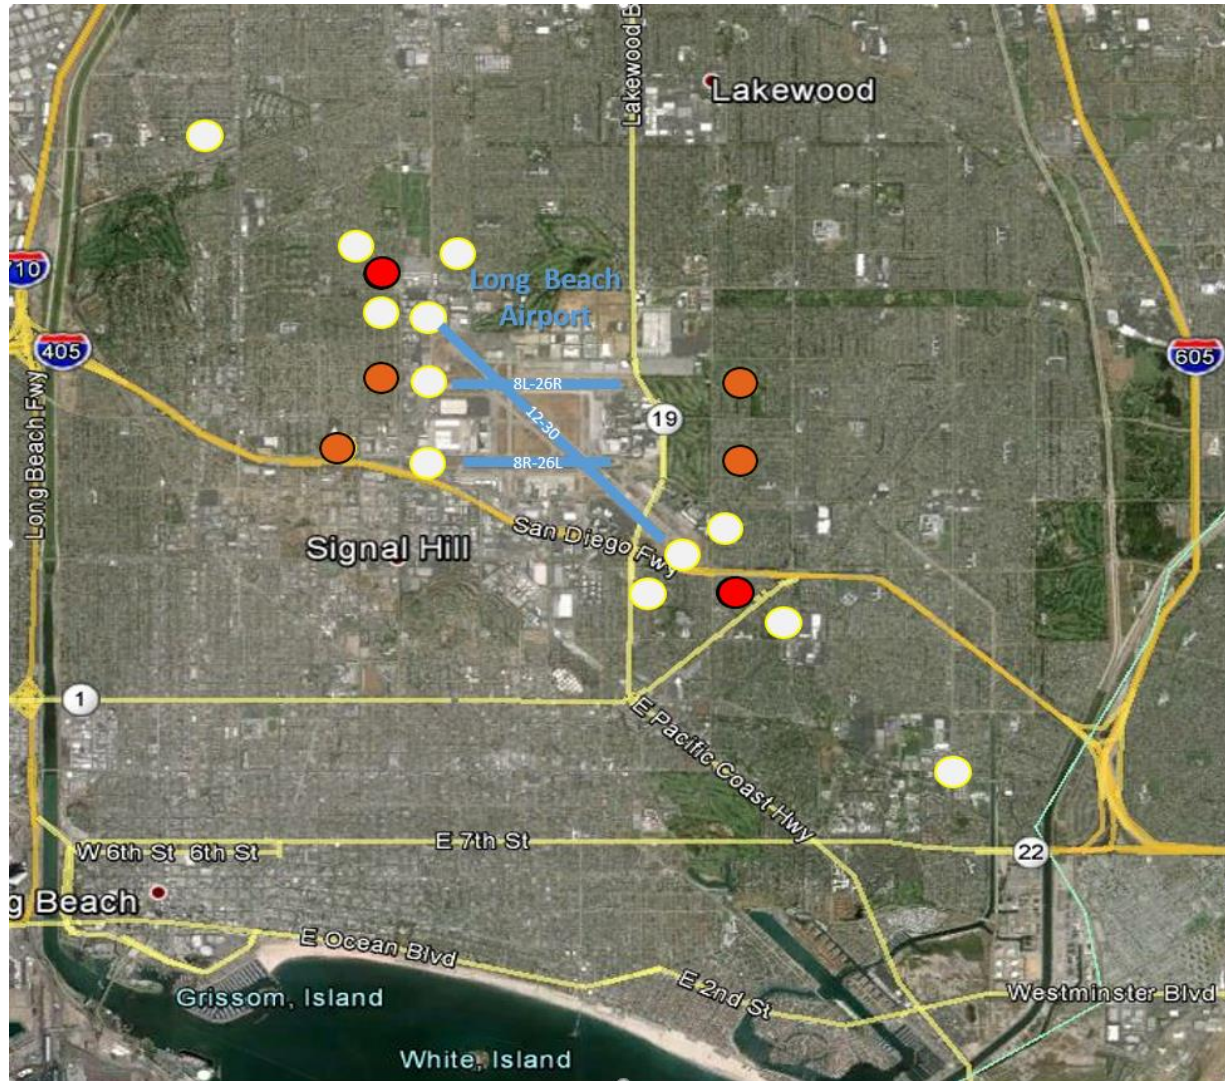 Lakewood B
Lakewood
710
Long Beach
Airport
405
605
8L-26R
12-30
19
8R-26L
Long Beach Fwy
San Diego Fwy
Signal Hill
1
E Pacific Coast Hwy
E 7th St
W 6th St 6th St
22
g Beach
E Ocean Blvd
E 2nd St
Grissom, Island
Westminster Blvd
White, Island